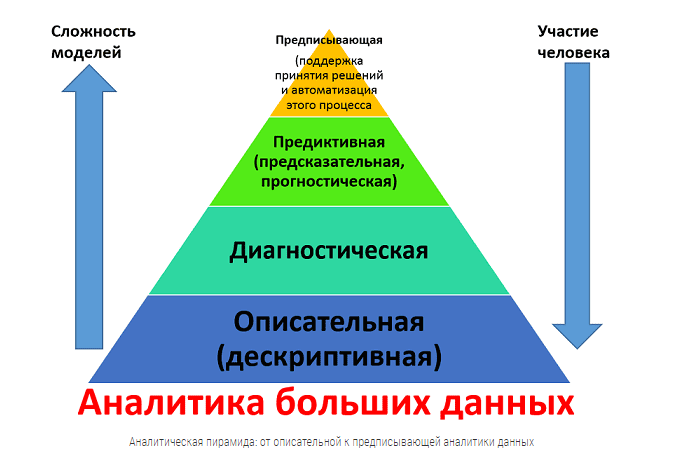 Сложность
моделей
Участие
человека
Предписывающая
(поддержка
принятия решений
и автоматизация
этого процесса
Предиктивная
(предсказательная,
прогностическая)
Диагностическая
Описательная
(дескриптивная)
Аналитика больших данных
Аналитическая пирамида: от описательной к предписывающей аналитики данных